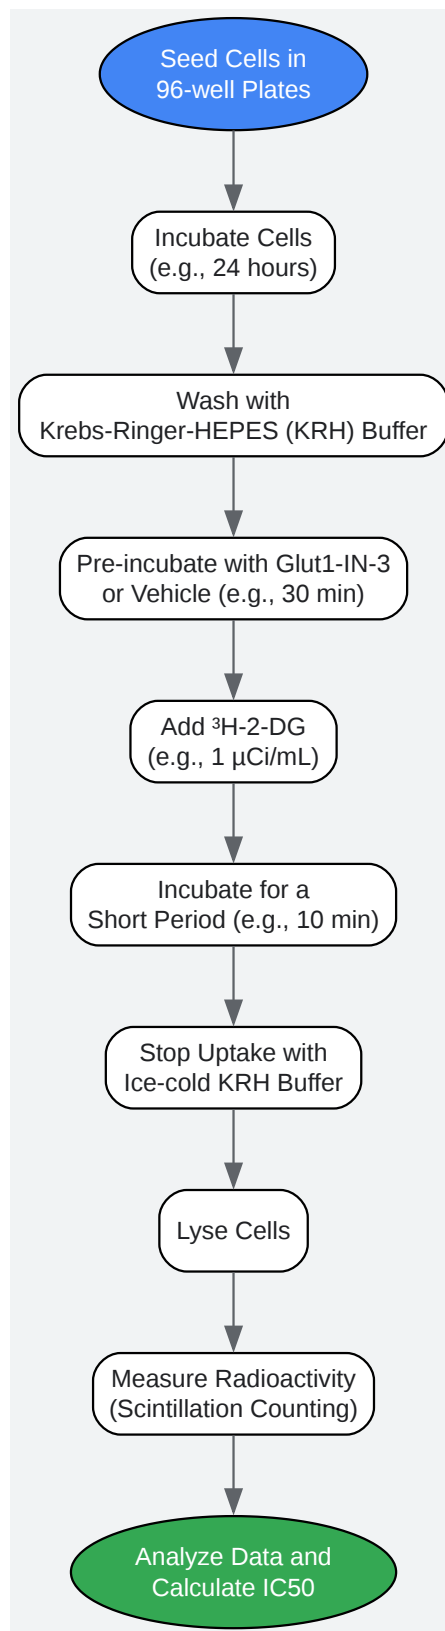 Seed Cells in
96-well Plates
Incubate Cells
(e.g., 24 hours)
Wash with
Krebs-Ringer-HEPES (KRH) Buffer
Pre-incubate with Glut1-IN-3
or Vehicle (e.g., 30 min)
Add ³H-2-DG
(e.g., 1 µCi/mL)
Incubate for a
Short Period (e.g., 10 min)
Stop Uptake with
Ice-cold KRH Buffer
Lyse Cells
Measure Radioactivity
(Scintillation Counting)
Analyze Data and
Calculate IC50